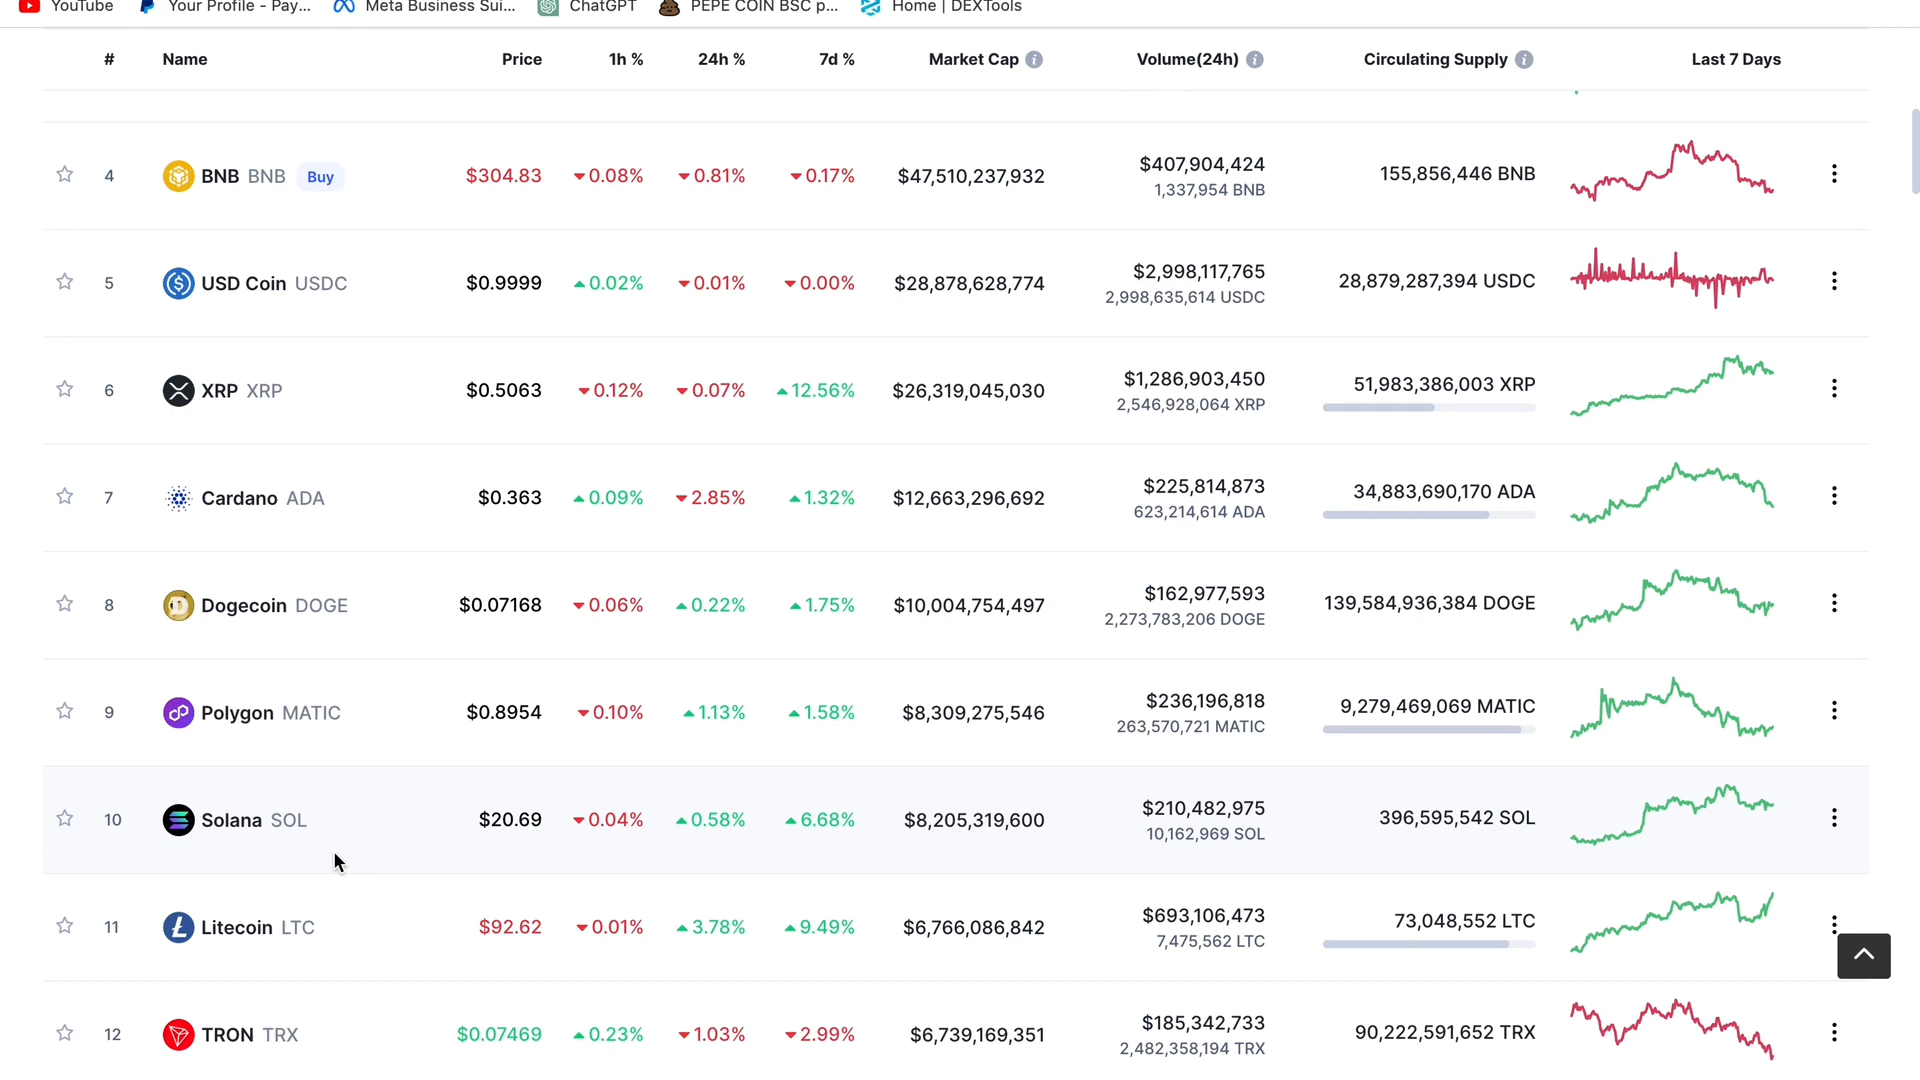 YouTube Your Profile - Pay... Meta Business Sui... ChatGPT PEPE COIN BSC p... Home | DEXTools
# Name Price 1h % 24h % 7d % Market Cap Volume(24h) Circulating Supply Last 7 Days
4 BNB BNB Buy $304.83 0.08% 0.81% 0.17% $47,510,237,932 $407,904,424 155,856,446 BNB
1,337,954 BNB
5 USD Coin USDC $0.9999 0.02% 0.01% 0.00% $28,878,628,774 $2,998,117,765 28,879,287,394 USDC
2,998,635,614 USDC
6 XRP XRP $0.5063 0.12% 0.07% 12.56% $26,319,045,030 $1,286,903,450 51,983,386,003 XRP
2,546,928,064 XRP
7 Cardano ADA $0.363 0.09% 2.85% 1.32% $12,663,296,692 $225,814,873 34,883,690,170 ADA
623,214,614 ADA
8 Dogecoin DOGE $0.07168 0.06% 0.22% 1.75% $10,004,754,497 $162,977,593 139,584,936,384 DOGE
2,273,783,206 DOGE
9 Polygon MATIC $0.8954 0.10% 1.13% 1.58% $8,309,275,546 $236,196,818 9,279,469,069 MATIC
263,570,721 MATIC
10 Solana SOL $20.69 0.04% 0.58% 6.68% $8,205,319,600 $210,482,975 396,595,542 SOL
10,162,969 SOL
11 Litecoin LTC $92.62 0.01% 3.78% 9.49% $6,766,086,842 $693,106,473 73,048,552 LTC
7,475,562 LTC
12 TRON TRX $0.07469 0.23% 1.03% 2.99% $6,739,169,351 $185,342,733 90,222,591,652 TRX
2,482,358,194 TRX